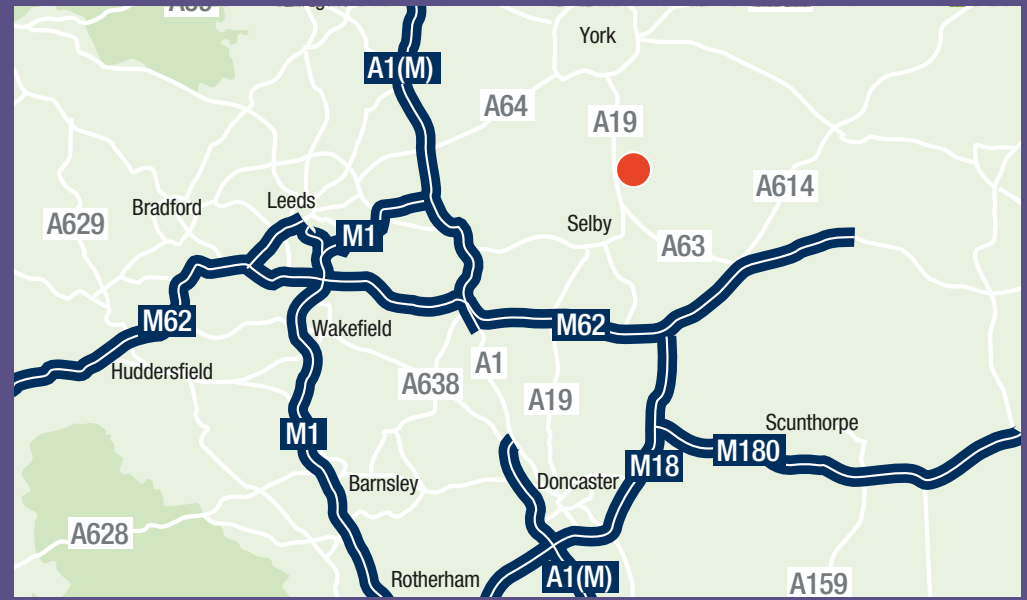 York
A1(M)
A64
A19
A614
Bradford
Leeds
A629
Selby
M1
A63
M62
Wakefield
M62
Huddersfield
A1
A638
A19
M1
Scunthorpe
M180
M18
Barnsley
Doncaster
A628
Rotherham
A1(M)
A159